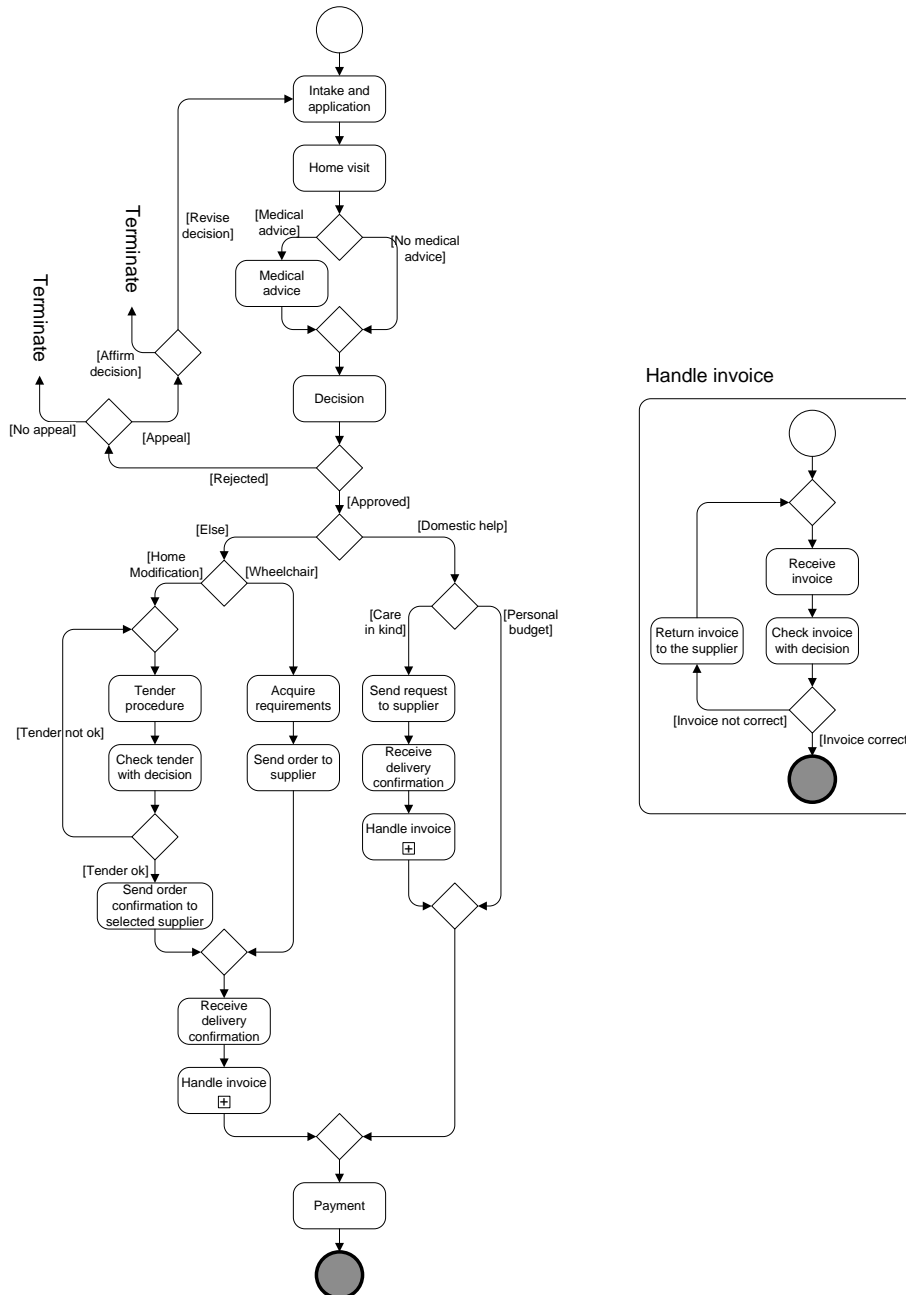 Intake and
application
Home visit
[Medical
advice]
[No medical
advice]
Medical
advice
[Revise
decision]
Terminate
Terminate
[Affirm
decision]
[No appeal]
[Appeal]
Decision
[Rejected]
[Approved]
[Else]
[Domestic help]
[Home
Modification]
[Wheelchair]
[Care
in kind]
[Personal
budget]
Tender
procedure
Acquire
requirements
Send request
to supplier
[Tender not ok]
Check tender
with decision
Send order to
supplier
Receive
delivery
confirmation
Handle invoice
[Tender ok]
Send order
confirmation to
selected supplier
Receive
delivery
confirmation
Handle invoice
Payment
Handle invoice
Receive
invoice
Return invoice
to the supplier
Check invoice
with decision
[Invoice not correct]
[Invoice correct]